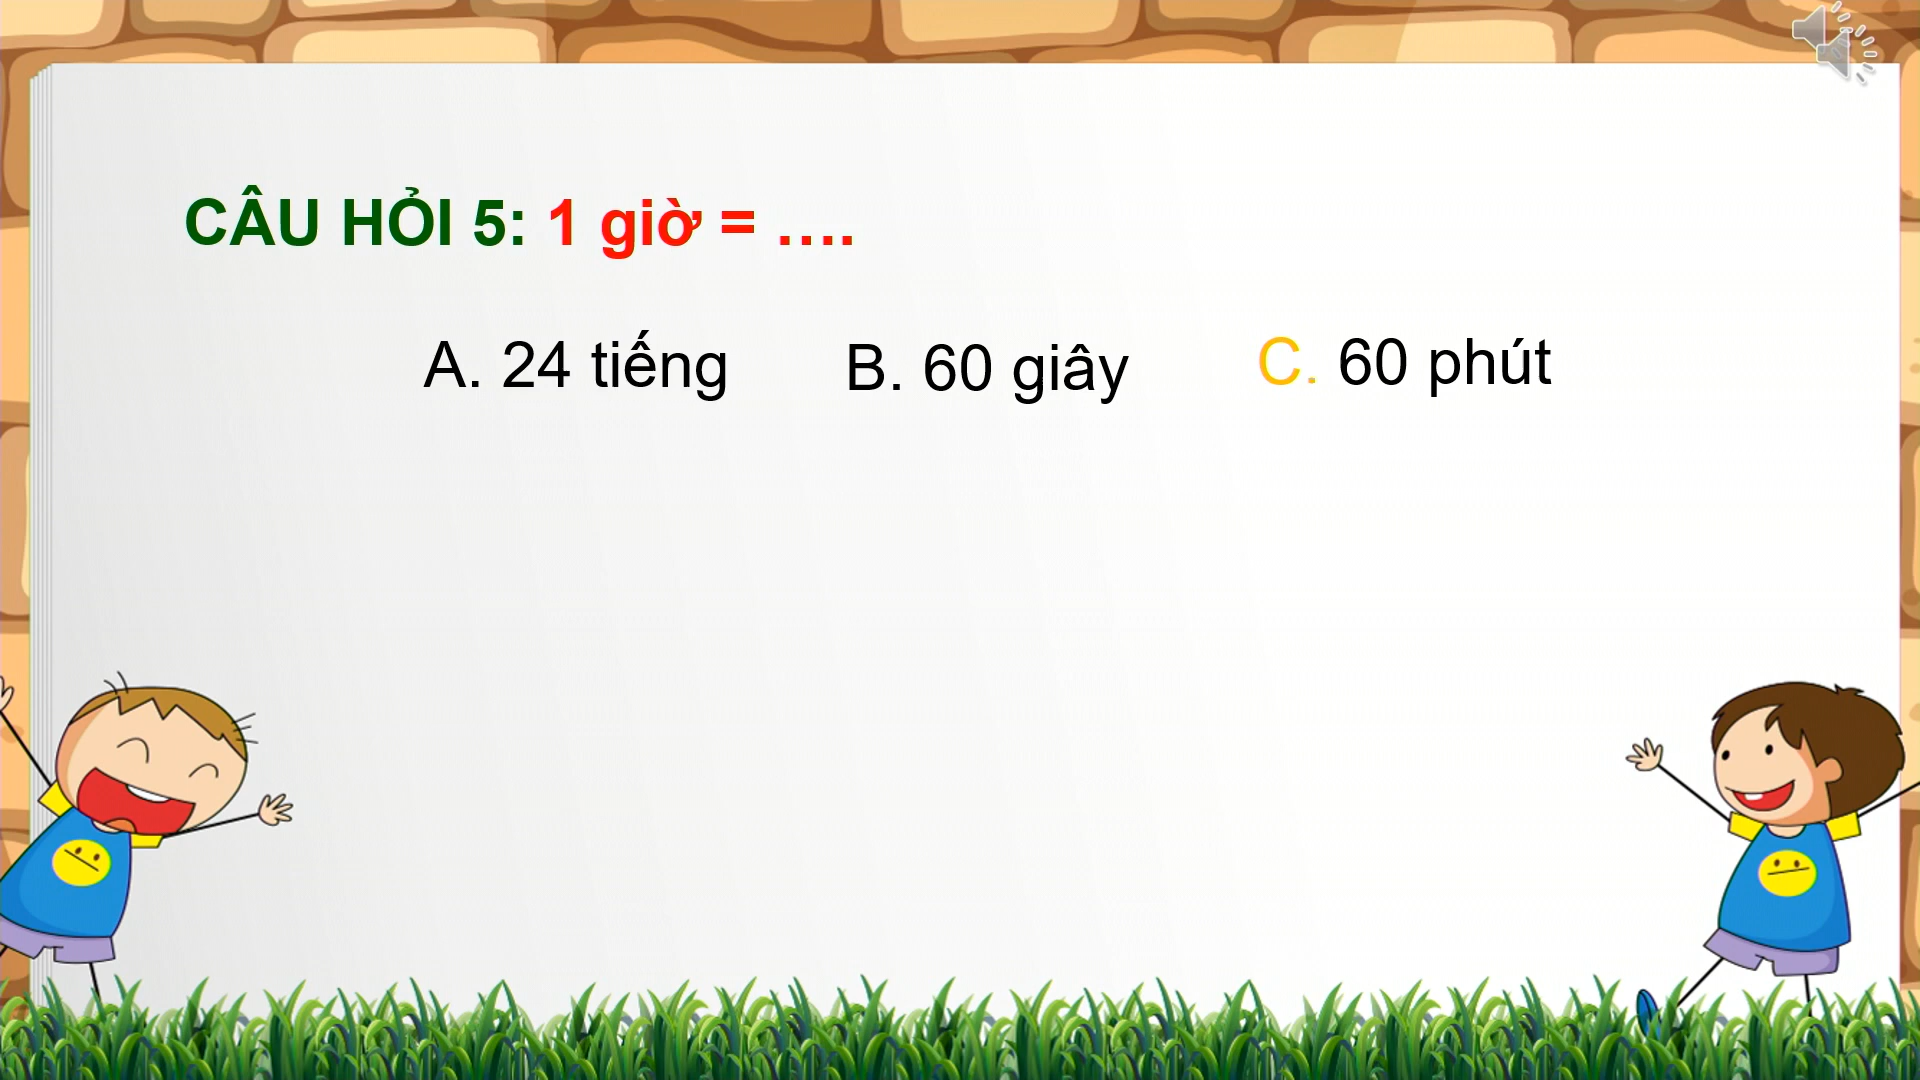 CÂU HỎI 5: 1 giờ = ….
A. 24 tiếng B. 60 giây C. 60 phút